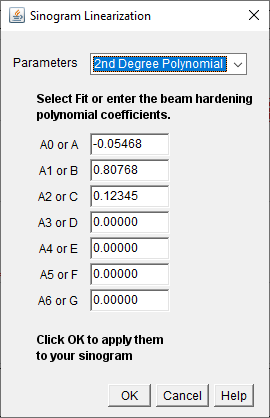 Sinogram Linearization
Parameters 2nd Degree Polynomial
Select Fit or enter the beam hardening
polynomial coefficients.
A0 or A -0.05468
A1 or B 0.80768
A2 or C 0.12345
A3 or D 0.00000
A4 or E 0.00000
A5 or F 0.00000
A6 or G 0.00000
Click OK to apply them
to your sinogram
OK Cancel Help